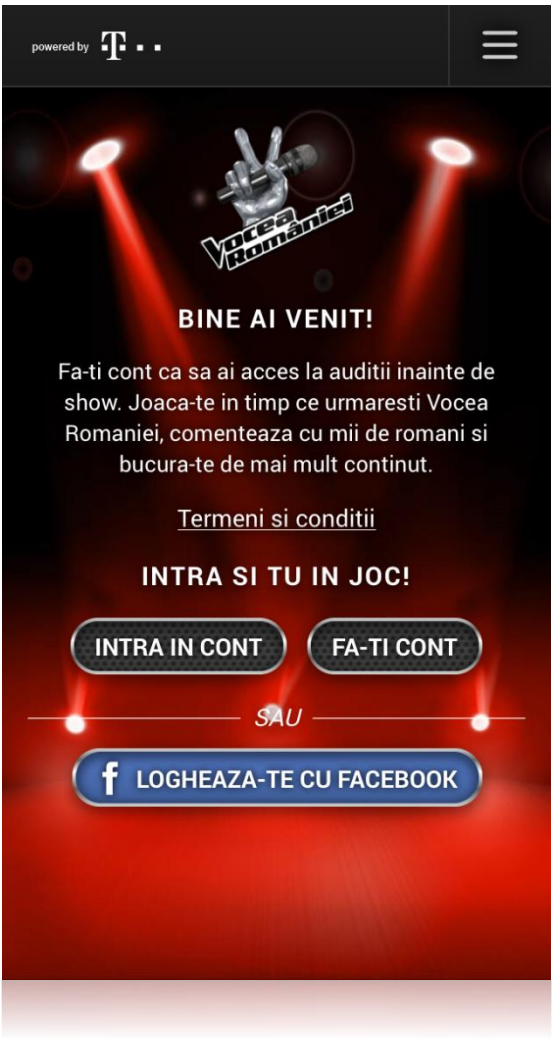 powered by T
Vocea
României
BINE AI VENIT!
Fa-ti cont ca sa ai acces la auditii inainte de
show. Joaca-te in timp ce urmaresti Vocea
Romaniei, comenteaza cu mii de romani si
bucura-te de mai mult continut.
Termeni si conditii
INTRA SI TU IN JOC!
INTRA IN CONT FA-TI CONT
SAU
f LOGHEAZA-TE CU FACEBOOK